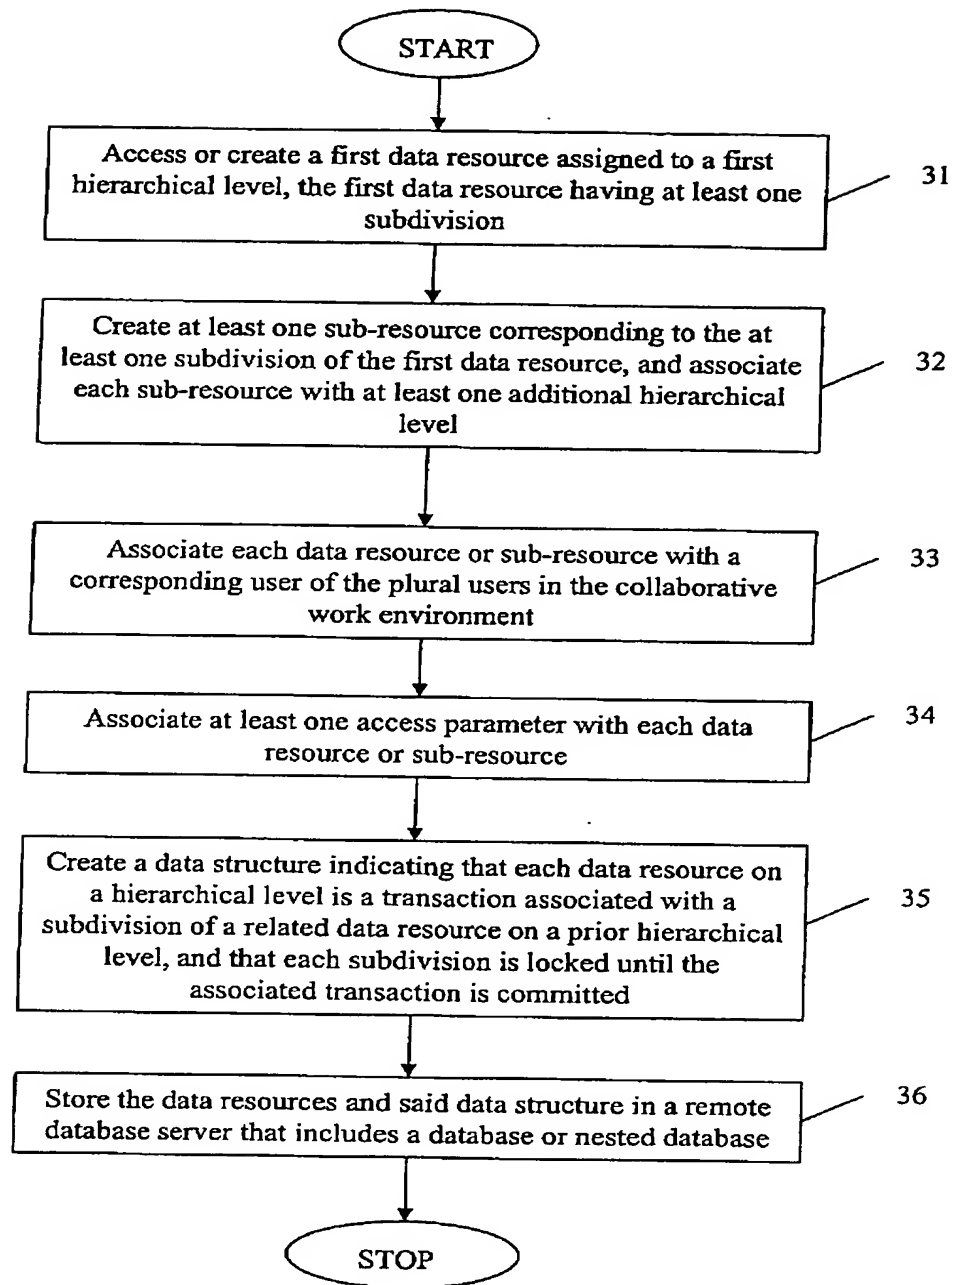 START
Access or create a first data resource assigned to a first
hierarchical level, the first data resource having at least one
subdivision
31
Create at least one sub-resource corresponding to the at
least one subdivision of the first data resource, and associate
each sub-resource with at least one additional hierarchical
level
32
Associate each data resource or sub-resource with a
corresponding user of the plural users in the collaborative
work environment
33
Associate at least one access parameter with each data
resource or sub-resource
34
Create a data structure indicating that each data resource on
a hierarchical level is a transaction associated with a
subdivision of a related data resource on a prior hierarchical
level, and that each subdivision is locked until the
associated transaction is committed
35
Store the data resources and said data structure in a remote
database server that includes a database or nested database
36
STOP